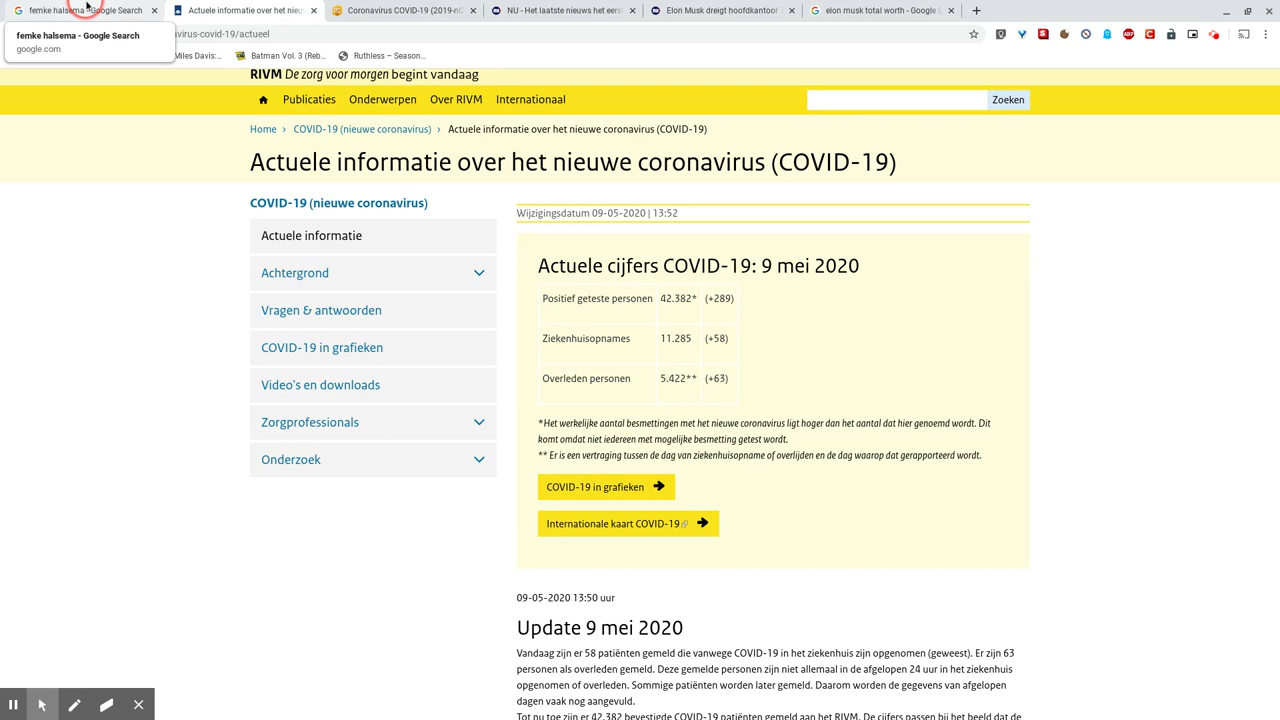 femke halsema - Google Search
Actuele informatie over het nieu
Coronavirus COVID-19 (2019-nC
NU - Het laatste nieuws het eers
Elon Musk dreigt hoofdkantoor T
elon musk total worth - Google S
femke halsema - Google Search
google.com
avirus-covid-19/actueel
Miles Davis:...
Batman Vol. 3 (Reb...
Ruthless – Season...
RIVM De zorg voor morgen begint vandaag
Publicaties
Onderwerpen
Over RIVM
Internationaal
Zoeken
Home › COVID-19 (nieuwe coronavirus) › Actuele informatie over het nieuwe coronavirus (COVID-19)
Actuele informatie over het nieuwe coronavirus (COVID-19)
COVID-19 (nieuwe coronavirus)
Actuele informatie
Achtergrond
Vragen & antwoorden
COVID-19 in grafieken
Video's en downloads
Zorgprofessionals
Onderzoek
Wijzigingsdatum 09-05-2020 | 13:52
Actuele cijfers COVID-19: 9 mei 2020
Positief geteste personen 42.382* (+289)
Ziekenhuisopnames 11.285 (+58)
Overleden personen 5.422** (+63)
*Het werkelijke aantal besmettingen met het nieuwe coronavirus ligt hoger dan het aantal dat hier genoemd wordt. Dit
komt omdat niet iedereen met mogelijke besmetting getest wordt.
** Er is een vertraging tussen de dag van ziekenhuisopname of overlijden en de dag waarop dat gerapporteerd wordt.
COVID-19 in grafieken
Internationale kaart COVID-19
09-05-2020 13:50 uur
Update 9 mei 2020
Vandaag zijn er 58 patiënten gemeld die vanwege COVID-19 in het ziekenhuis zijn opgenomen (geweest). Er zijn 63
personen als overleden gemeld. Deze gemelde personen zijn niet allemaal in de afgelopen 24 uur in het ziekenhuis
opgenomen of overleden. Sommige patiënten worden later gemeld. Daarom worden de gegevens van afgelopen
dagen vaak nog aangevuld.
Tot nu toe zijn er 42.382 bevestigde COVID-19 patiënten gemeld aan het RIVM. De cijfers passen bij het beeld dat de